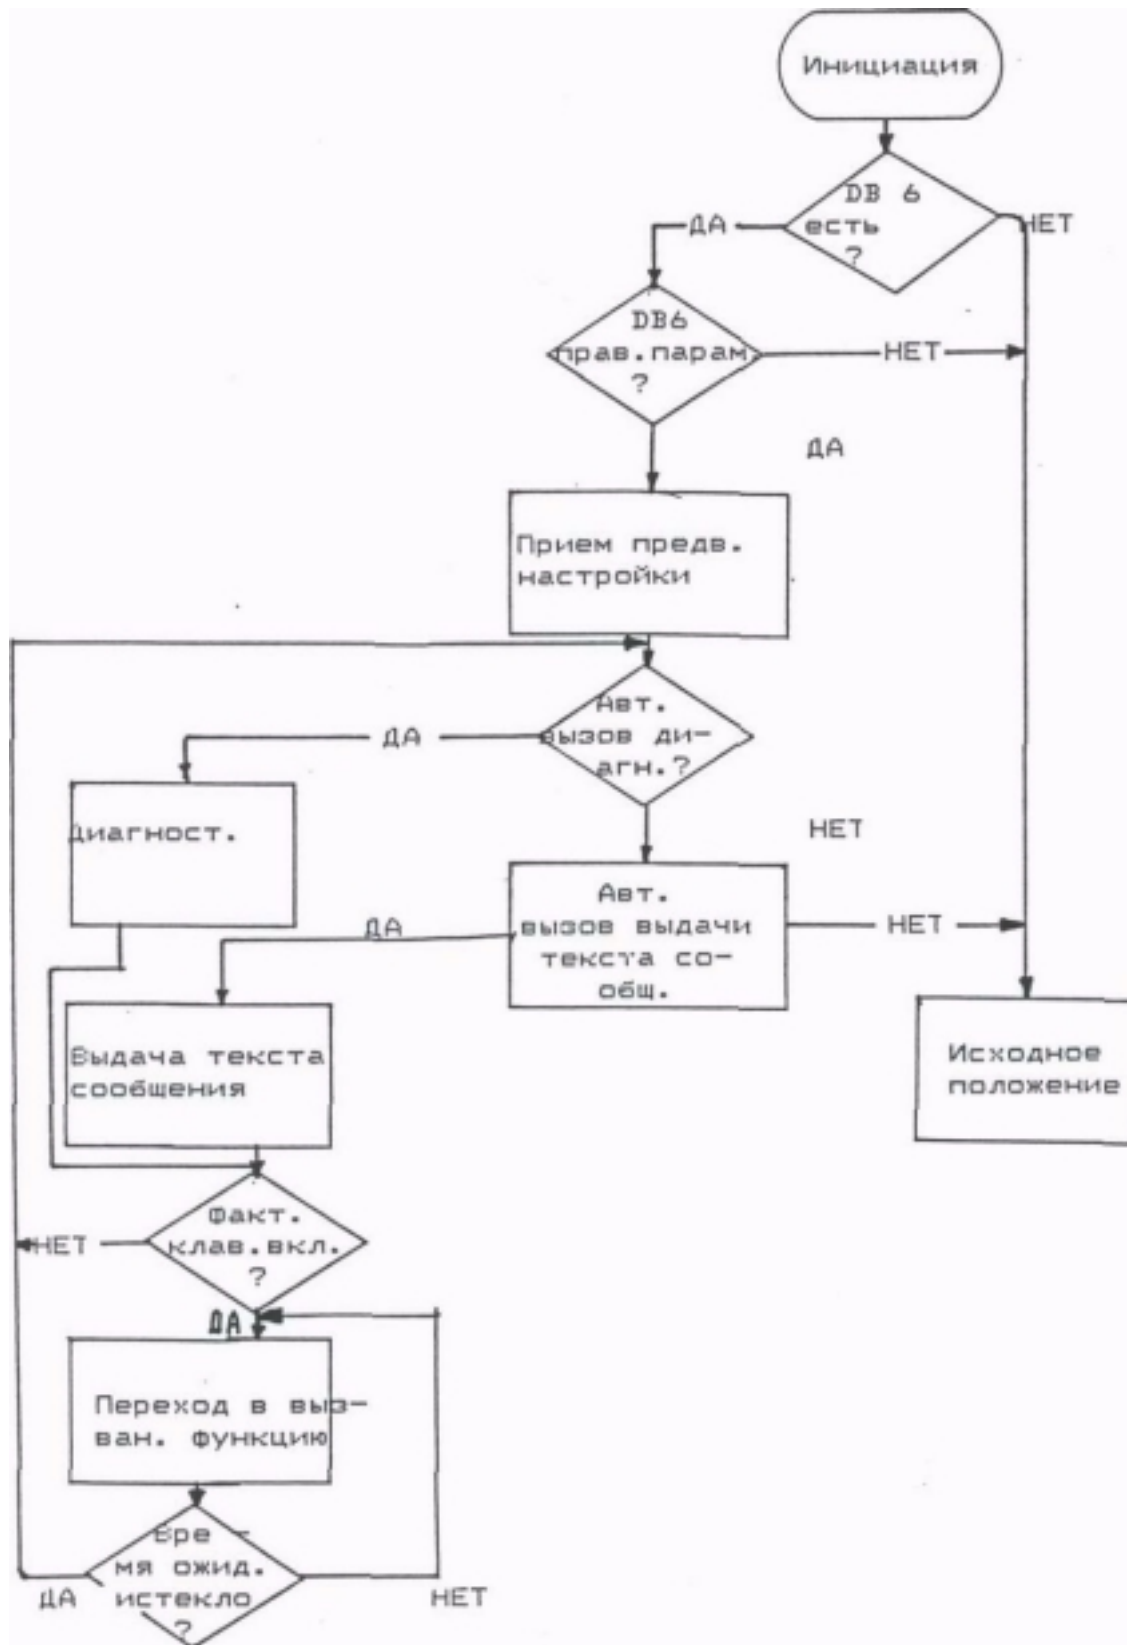 Инициация
DB 6
есть
?
ДА
НЕТ
DB6
прав.парам.
?
НЕТ
ДА
Прием предв.
настройки
Авт.
вызов ди-
агн.?
ДА
НЕТ
Диагност.
Авт.
вызов выдачи
текста со-
общ.
ДА
НЕТ
Выдача текста
сообщения
Исходное
положение
Факт.
клав.вкл.
?
НЕТ
ДА
Переход в выз-
ван. функцию
Вре -
мя ожид.
истекло
?
ДА
НЕТ